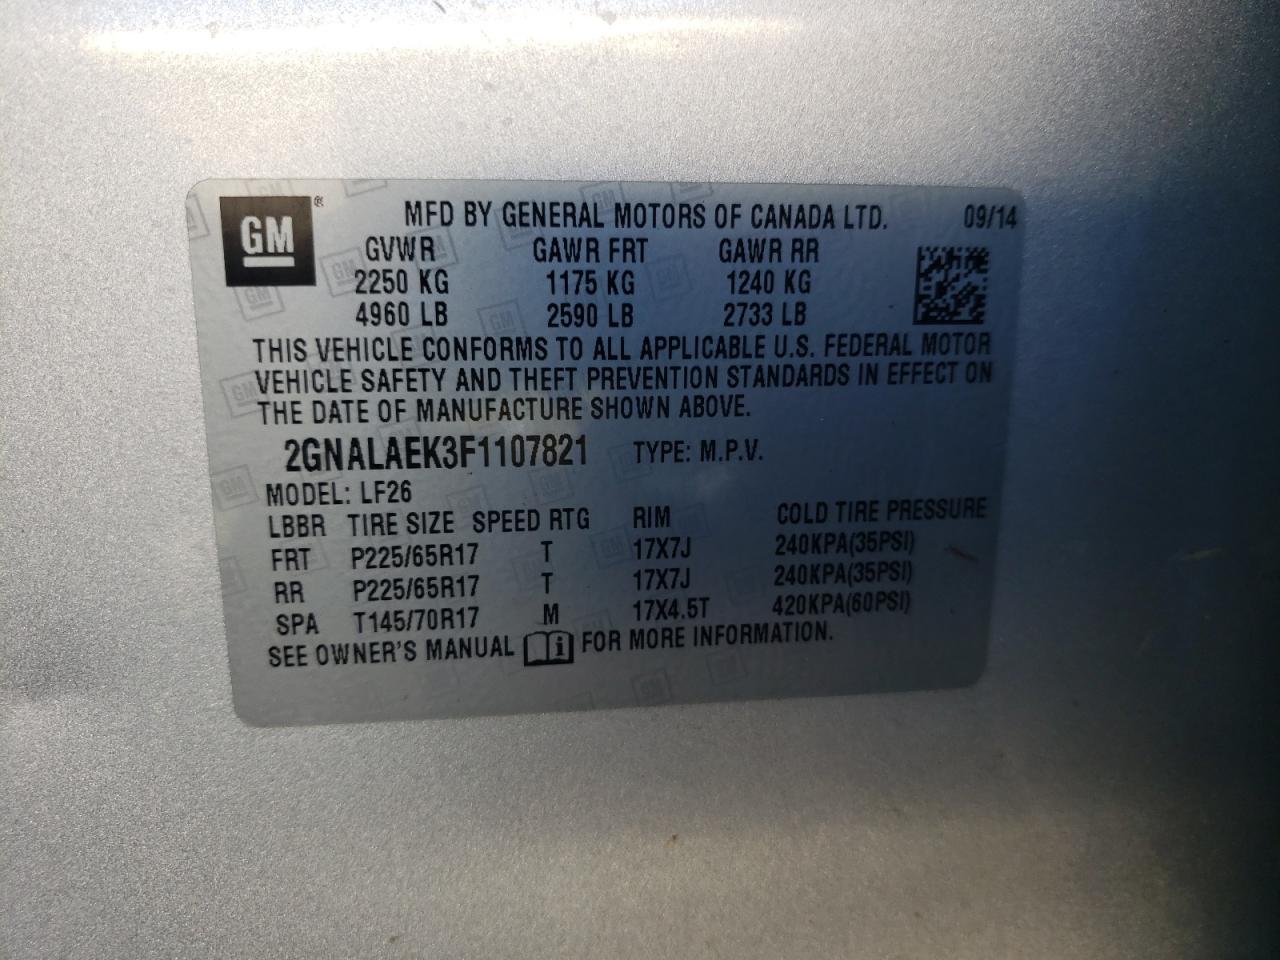 GM ® MFD BY GENERAL MOTORS OF CANADA LTD. 09/14
GVWR GAWR FRT GAWR RR
2250 KG 1175 KG 1240 KG
4960 LB 2590 LB 2733 LB
THIS VEHICLE CONFORMS TO ALL APPLICABLE U.S. FEDERAL MOTOR
VEHICLE SAFETY AND THEFT PREVENTION STANDARDS IN EFFECT ON
THE DATE OF MANUFACTURE SHOWN ABOVE.
2GNALAEK3F1107821 TYPE: M.P.V.
MODEL: LF26
LBBR TIRE SIZE SPEED RTG RIM COLD TIRE PRESSURE
FRT P225/65R17 T 17X7J 240KPA(35PSI)
RR P225/65R17 T 17X7J 240KPA(35PSI)
SPA T145/70R17 M 17X4.5T 420KPA(60PSI)
SEE OWNER'S MANUAL i FOR MORE INFORMATION.